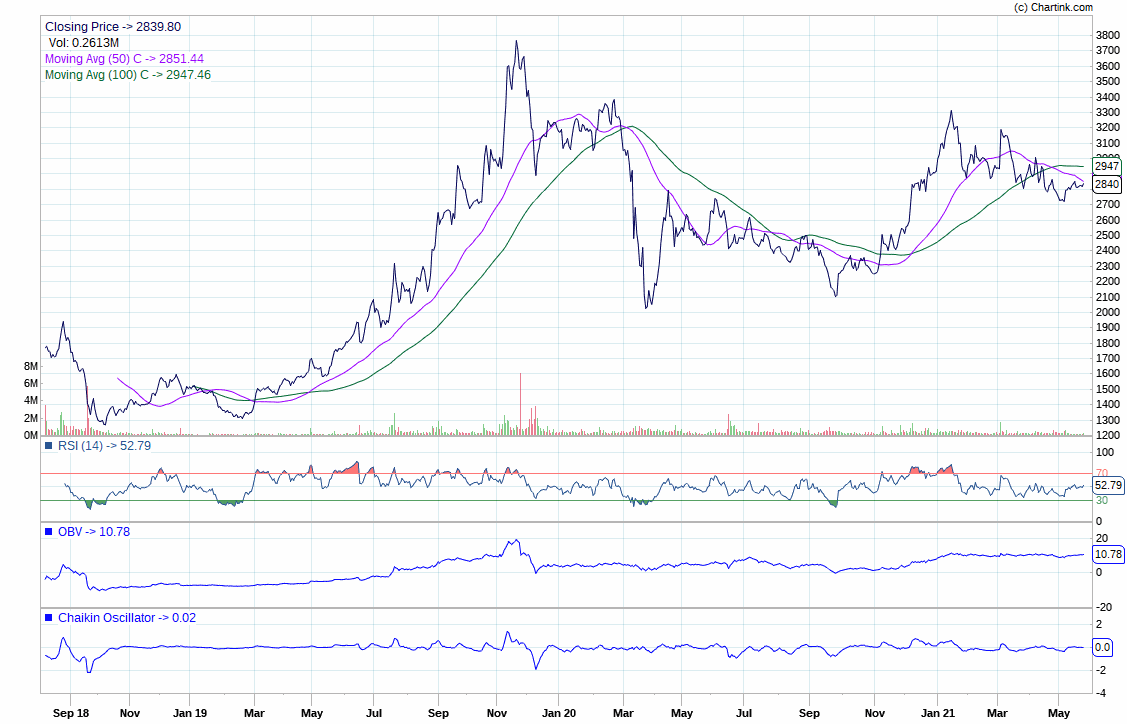 (c) Chartink.com
Closing Price -> 2839.80
Vol: 0.2613M
Moving Avg (50) C -> 2851.44
Moving Avg (100) C -> 2947.46
3800
3700
3600
3500
3400
3300
3200
3100
3000
2947
2840
2700
2600
2500
2400
2300
2200
2100
2000
1900
1800
1700
1600
1500
1400
1300
1200
8M
6M
4M
2M
0M
RSI (14) -> 52.79
100
70
52.79
30
0
OBV -> 10.78
20
10.78
0
-20
Chaikin Oscillator -> 0.02
2
0.0
-2
-4
Sep 18 Nov Jan 19 Mar May Jul Sep Nov Jan 20 Mar May Jul Sep Nov Jan 21 Mar May